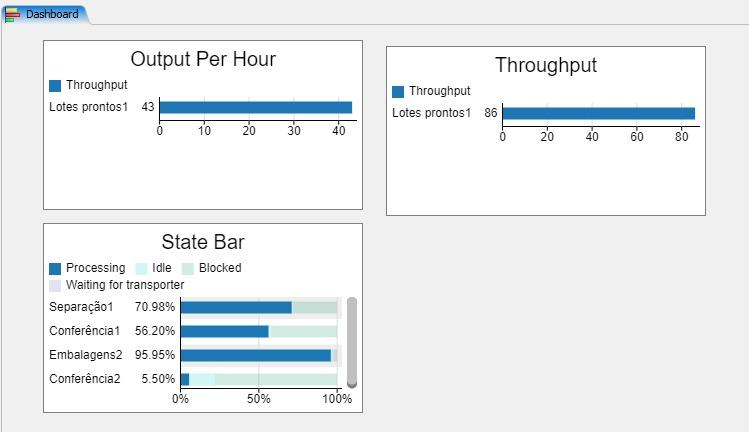 Dashboard
Output Per Hour
Throughput
Lotes prontos1 43
0 10 20 30 40
Throughput
Throughput
Lotes prontos1 86
0 20 40 60 80
State Bar
Processing Idle Blocked
Waiting for transporter
Separação1 70.98%
Conferência1 56.20%
Embalagens2 95.95%
Conferência2 5.50%
0% 50% 100%